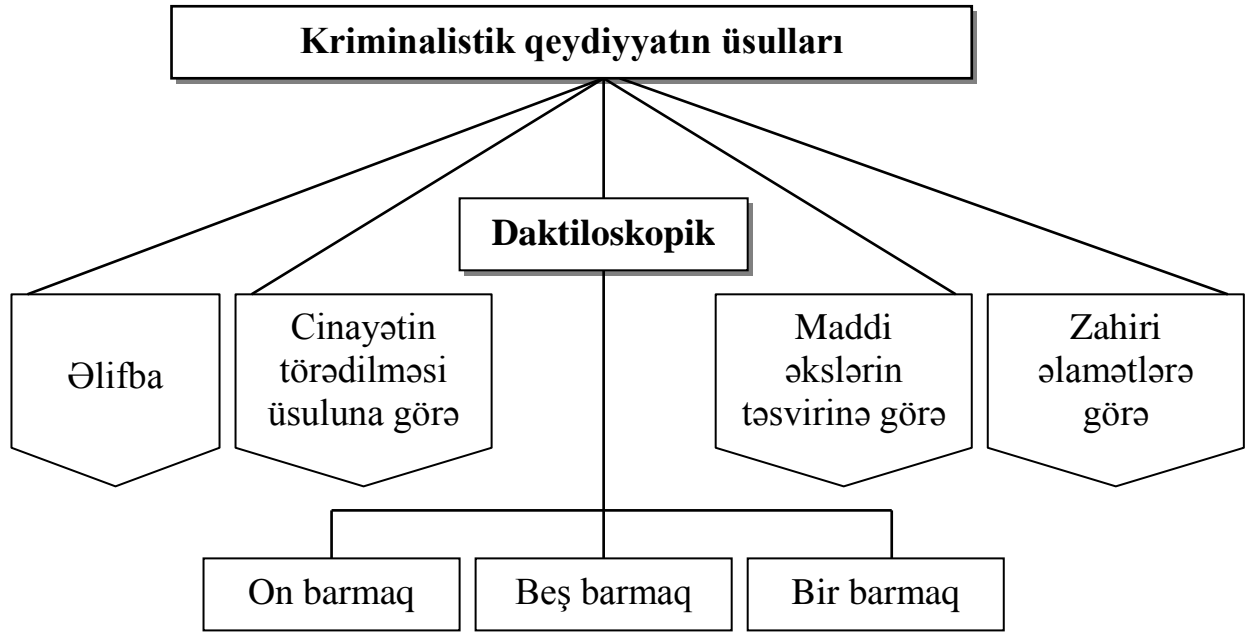 Kriminalistik qeydiyyatın üsulları
Daktiloskopik
Əlifba
Cinayətin
törədilməsi
üsuluna görə
Maddi
əkslərin
təsvirinə görə
Zahiri
əlamətlərə
görə
On barmaq
Beş barmaq
Bir barmaq